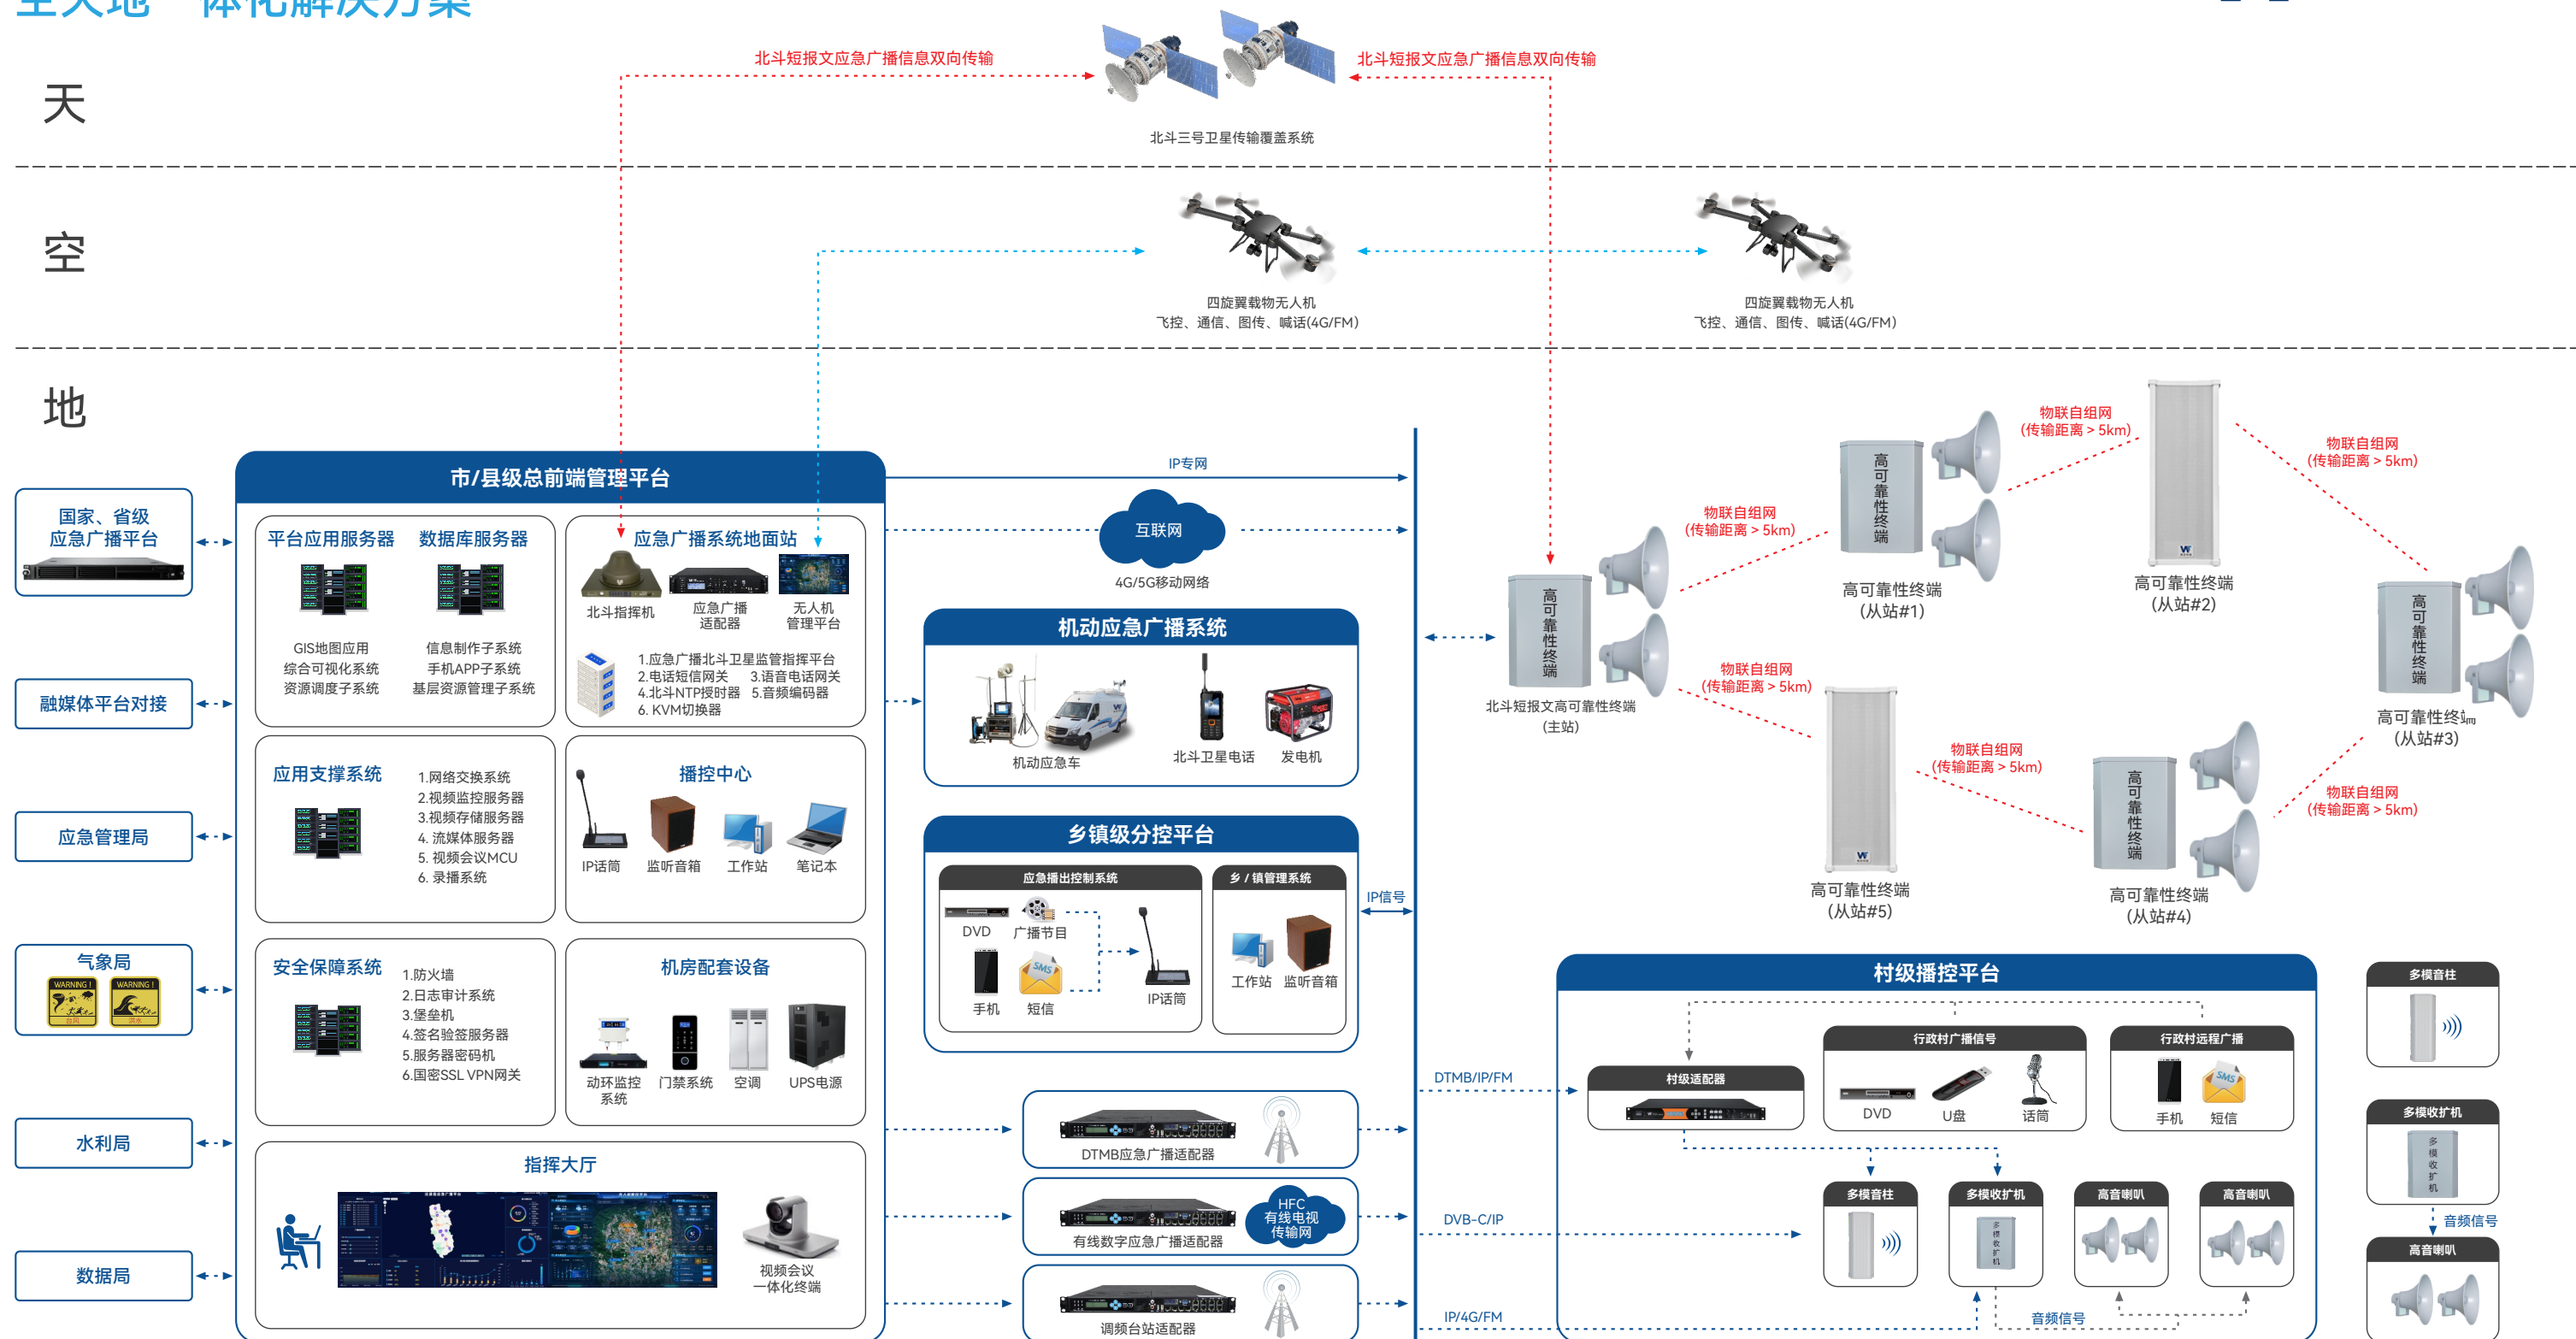 天
北斗短报文应急广播信息双向传输
北斗短报文应急广播信息双向传输
北斗三号卫星传输覆盖系统
空
四旋翼载物无人机
飞控、通信、图传、喊话(4G/FM)
四旋翼载物无人机
飞控、通信、图传、喊话(4G/FM)
地
国家、省级
应急广播平台
融媒体平台对接
应急管理局
气象局
WARNING !
台风
WARNING !
洪水
水利局
数据局
市/县级总前端管理平台
平台应用服务器
GIS地图应用
综合可视化系统
资源调度子系统
数据库服务器
信息制作子系统
手机APP子系统
基层资源管理子系统
应急广播系统地面站
北斗指挥机
应急广播
适配器
无人机
管理平台
1.应急广播北斗卫星监管指挥平台
2.电话短信网关 3.语音电话网关
4.北斗NTP授时器 5.音频编码器
6. KVM切换器
应用支撑系统
1.网络交换系统
2.视频监控服务器
3.视频存储服务器
4. 流媒体服务器
5. 视频会议MCU
6. 录播系统
播控中心
IP话筒
监听音箱
工作站
笔记本
安全保障系统
1.防火墙
2.日志审计系统
3.堡垒机
4.签名验签服务器
5.服务器密码机
6.国密SSL VPN网关
机房配套设备
动环监控
系统
门禁系统
空调
UPS电源
指挥大厅
视频会议
一体化终端
IP专网
互联网
4G/5G移动网络
机动应急广播系统
机动应急车
北斗卫星电话
发电机
乡镇级分控平台
应急播出控制系统
DVD
广播节目
手机
SMS
短信
IP话筒
乡 / 镇管理系统
工作站
监听音箱
IP信号
DTMB应急广播适配器
有线数字应急广播适配器
HFC
有线电视
传输网
调频台站适配器
高可靠性终端
北斗短报文高可靠性终端
(主站)
物联自组网
(传输距离 > 5km)
高可靠性终端
高可靠性终端
(从站#1)
物联自组网
(传输距离 > 5km)
高可靠性终端
(从站#2)
物联自组网
(传输距离 > 5km)
高可靠性终端
高可靠性终端
(从站#3)
物联自组网
(传输距离 > 5km)
高可靠性终端
(从站#5)
物联自组网
(传输距离 > 5km)
高可靠性终端
高可靠性终端
(从站#4)
物联自组网
(传输距离 > 5km)
DTMB/IP/FM
DVB-C/IP
IP/4G/FM
村级播控平台
村级适配器
行政村广播信号
DVD
U盘
话筒
行政村远程广播
手机
SMS
短信
多模音柱
多模收扩机
多模收扩机
高音喇叭
高音喇叭
音频信号
多模音柱
多模收扩机
多模收扩机
音频信号
高音喇叭